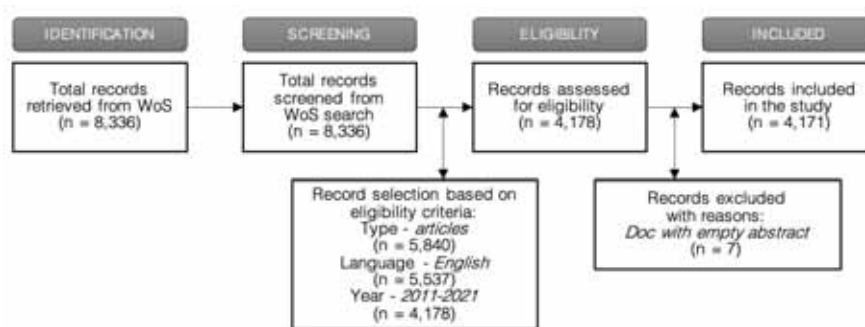 IDENTIFICATION
SCREENING
ELIGIBILITY
INCLUDED
Total records
retrieved from WoS
(n = 8,336)
Total records
screened from
WoS search
(n = 8,336)
Records assessed
for eligibility
(n = 4,178)
Records included
in the study
(n = 4,171)
Record selection based on
eligibility criteria:
Type - articles
(n = 5,840)
Language - English
(n = 5,537)
Year - 2011-2021
(n = 4,178)
Records excluded
with reasons:
Doc with empty abstract
(n = 7)